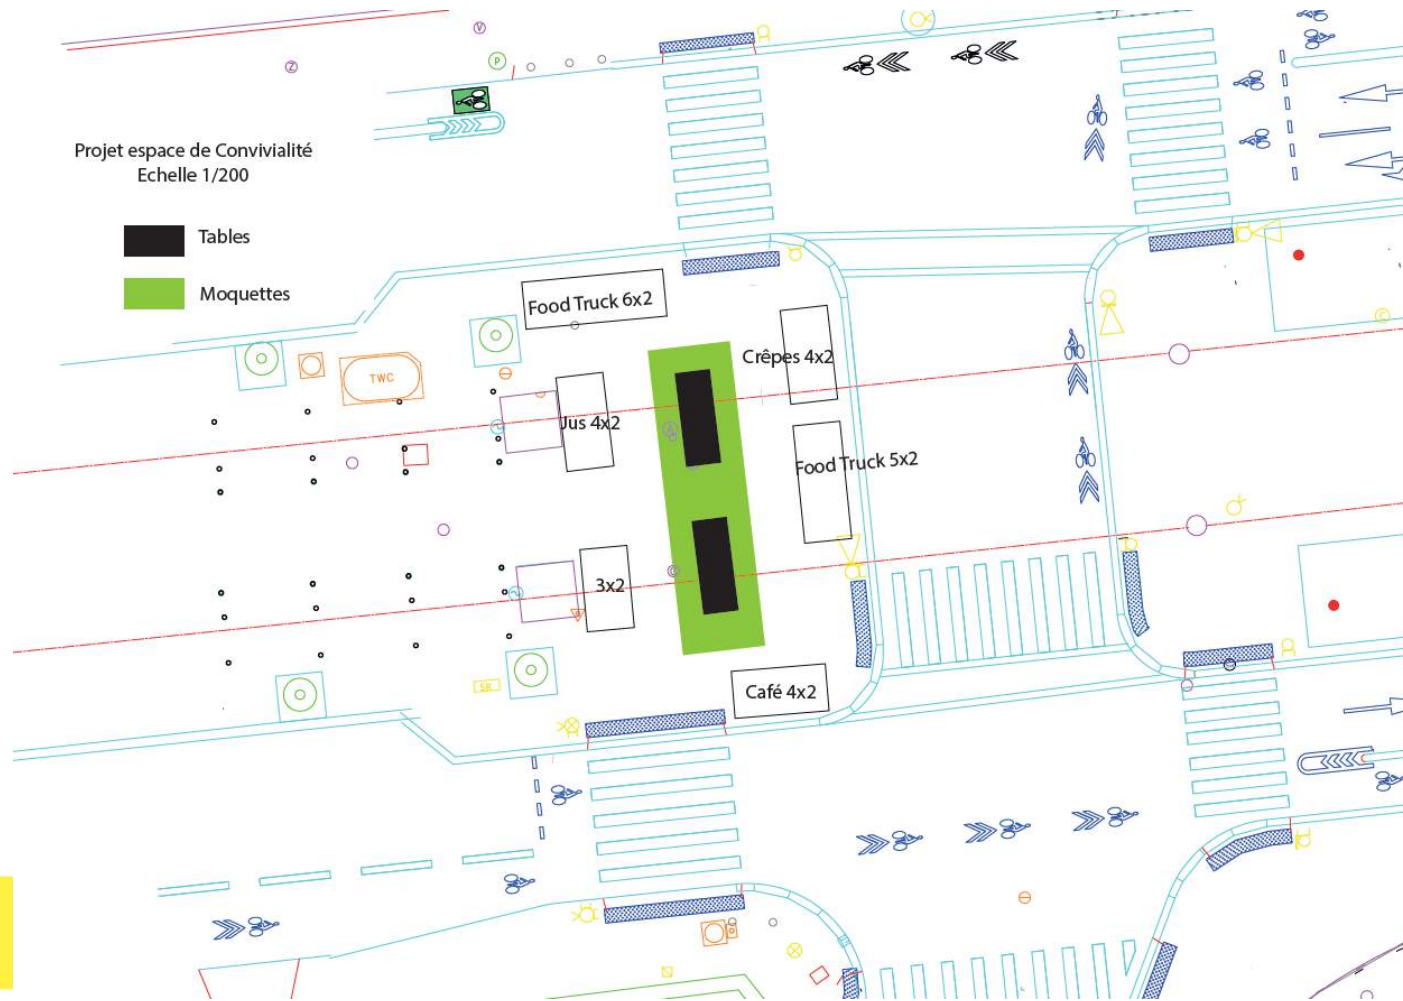 V
Z
P
Projet espace de Convivialité
Echelle 1/200
Tables
Moquettes
Food Truck 6x2
Crêpes 4x2
TWC
Jus 4x2
Food Truck 5x2
3x2
Café 4x2